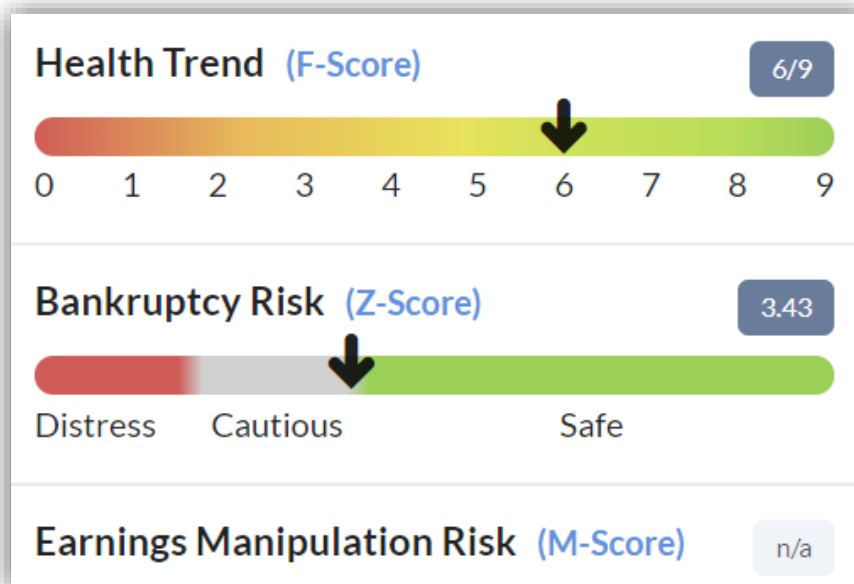 Health Trend (F-Score) 6/9
0 1 2 3 4 5 6 7 8 9
Bankruptcy Risk (Z-Score) 3.43
Distress Cautious Safe
Earnings Manipulation Risk (M-Score) n/a